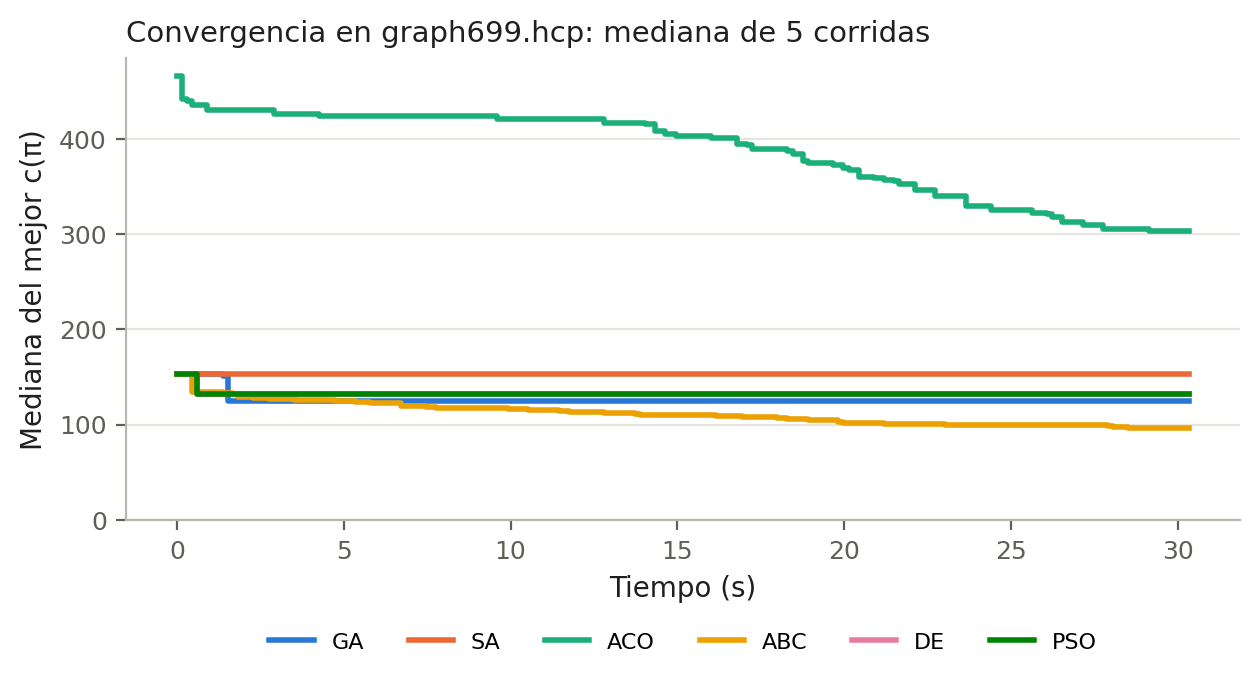 Convergencia en graph699.hcp: mediana de 5 corridas
Mediana del mejor c(π)
400
300
200
100
0
0 5 10 15 20 25 30
Tiempo (s)
GA SA ACO ABC DE PSO